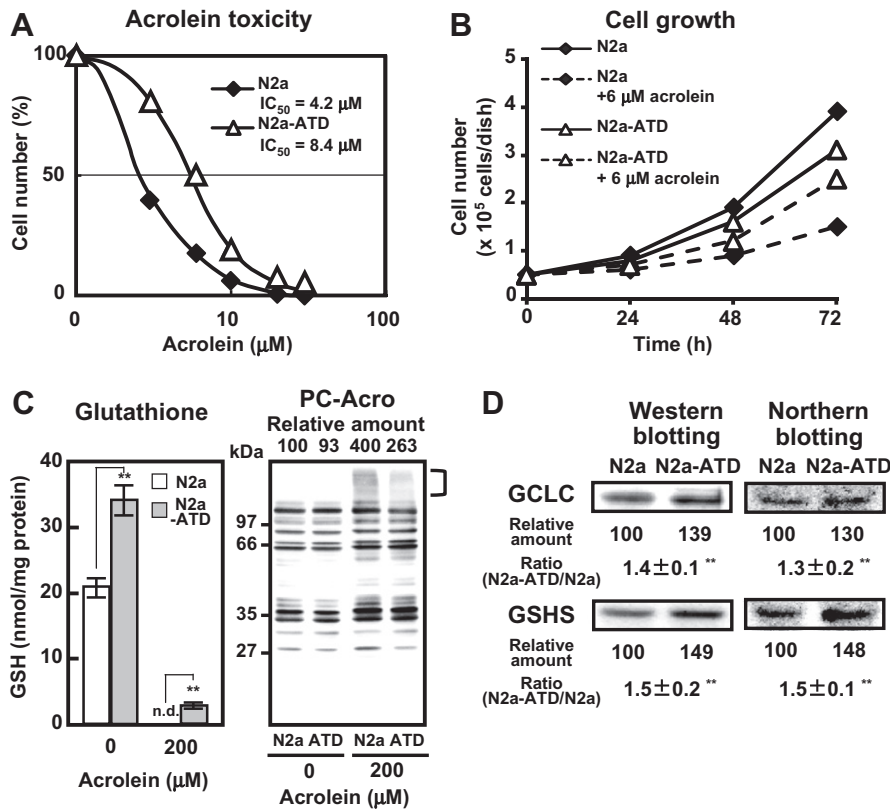 A
Acrolein toxicity
Cell number (%)
100
50
0
N2a
IC50 = 4.2 μM
N2a-ATD
IC50 = 8.4 μM
0
10
100
Acrolein (μM)
B
Cell growth
Cell number
(x 10⁵ cells/dish)
5
4
3
2
1
0
N2a
N2a
+6 μM acrolein
N2a-ATD
N2a-ATD
+ 6 μM acrolein
0
24
48
72
Time (h)
C
Glutathione
GSH (nmol/mg protein)
40
30
20
10
0
**
N2a
N2a
-ATD
n.d.
**
0
200
Acrolein (μM)
PC-Acro
Relative amount
kDa
100 93 400 263
97
66
35
27
N2a ATD N2a ATD
0 200
Acrolein (μM)
D
Western
blotting
Northern
blotting
N2a N2a-ATD N2a N2a-ATD
GCLC
Relative
amount
100 139 100 130
Ratio
(N2a-ATD/N2a)
1.4±0.1 ** 1.3±0.2 **
GSHS
Relative
amount
100 149 100 148
Ratio
(N2a-ATD/N2a)
1.5±0.2 ** 1.5±0.1 **